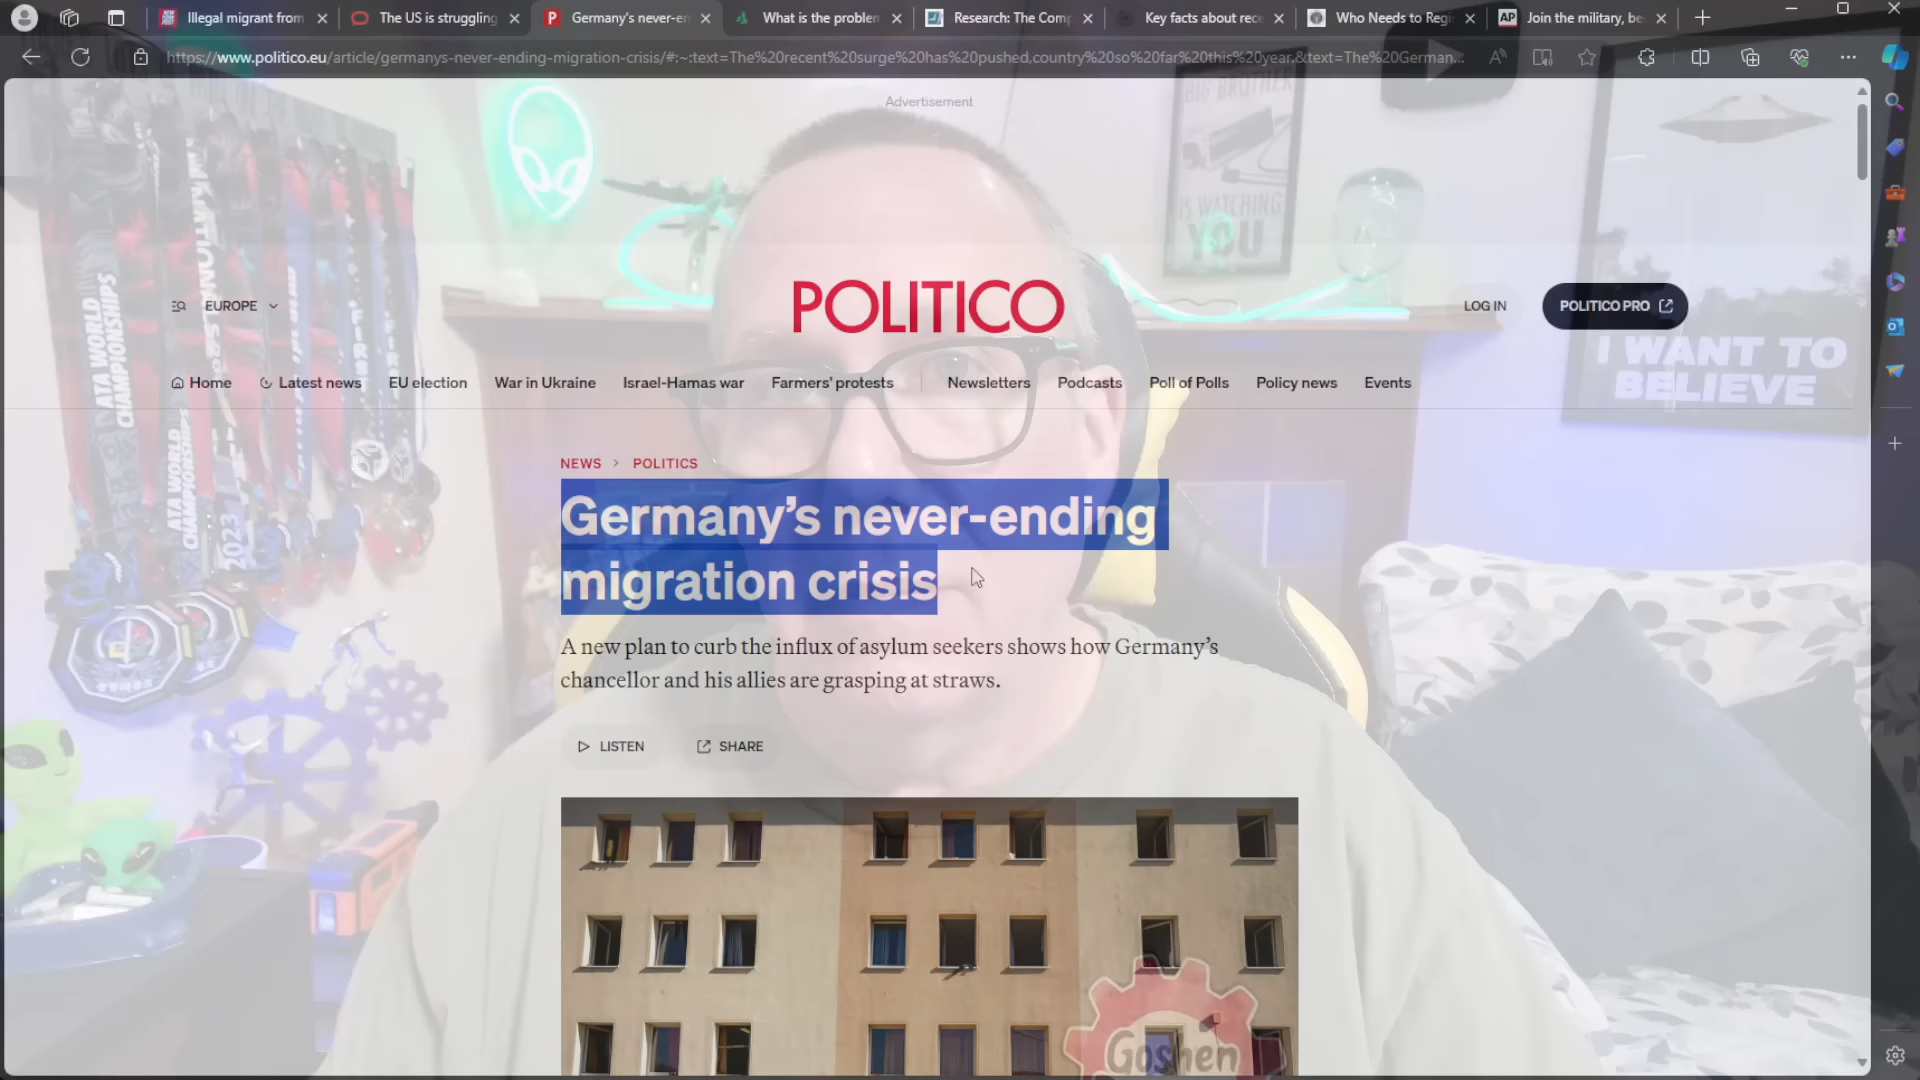 Illegal migrant from
The US is struggling
Germany's never-en
What is the problem
Research: The Com
Key facts about rece
Who Needs to Regi
Join the military, be
https://www.politico.eu/article/germanys-never-ending-migration-crisis/#:~:text=The%20recent%20surge%20has%20pushed,country%20so%20far%20this%20year.&text=The%20German...
Advertisement
BIG BROTHER
IS WATCHING
YOU
EUROPE
POLITICO
LOG IN
POLITICO PRO
I WANT TO
BELIEVE
Home
Latest news
EU election
War in Ukraine
Israel-Hamas war
Farmers' protests
Newsletters
Podcasts
Poll of Polls
Policy news
Events
ATA WORLD
CHAMPIONSHIPS
ATA WORLD
CHAMPIONSHIPS
2023
NEWS > POLITICS
Germany’s never-ending
migration crisis
A new plan to curb the influx of asylum seekers shows how Germany’s
chancellor and his allies are grasping at straws.
LISTEN
SHARE
Goshen